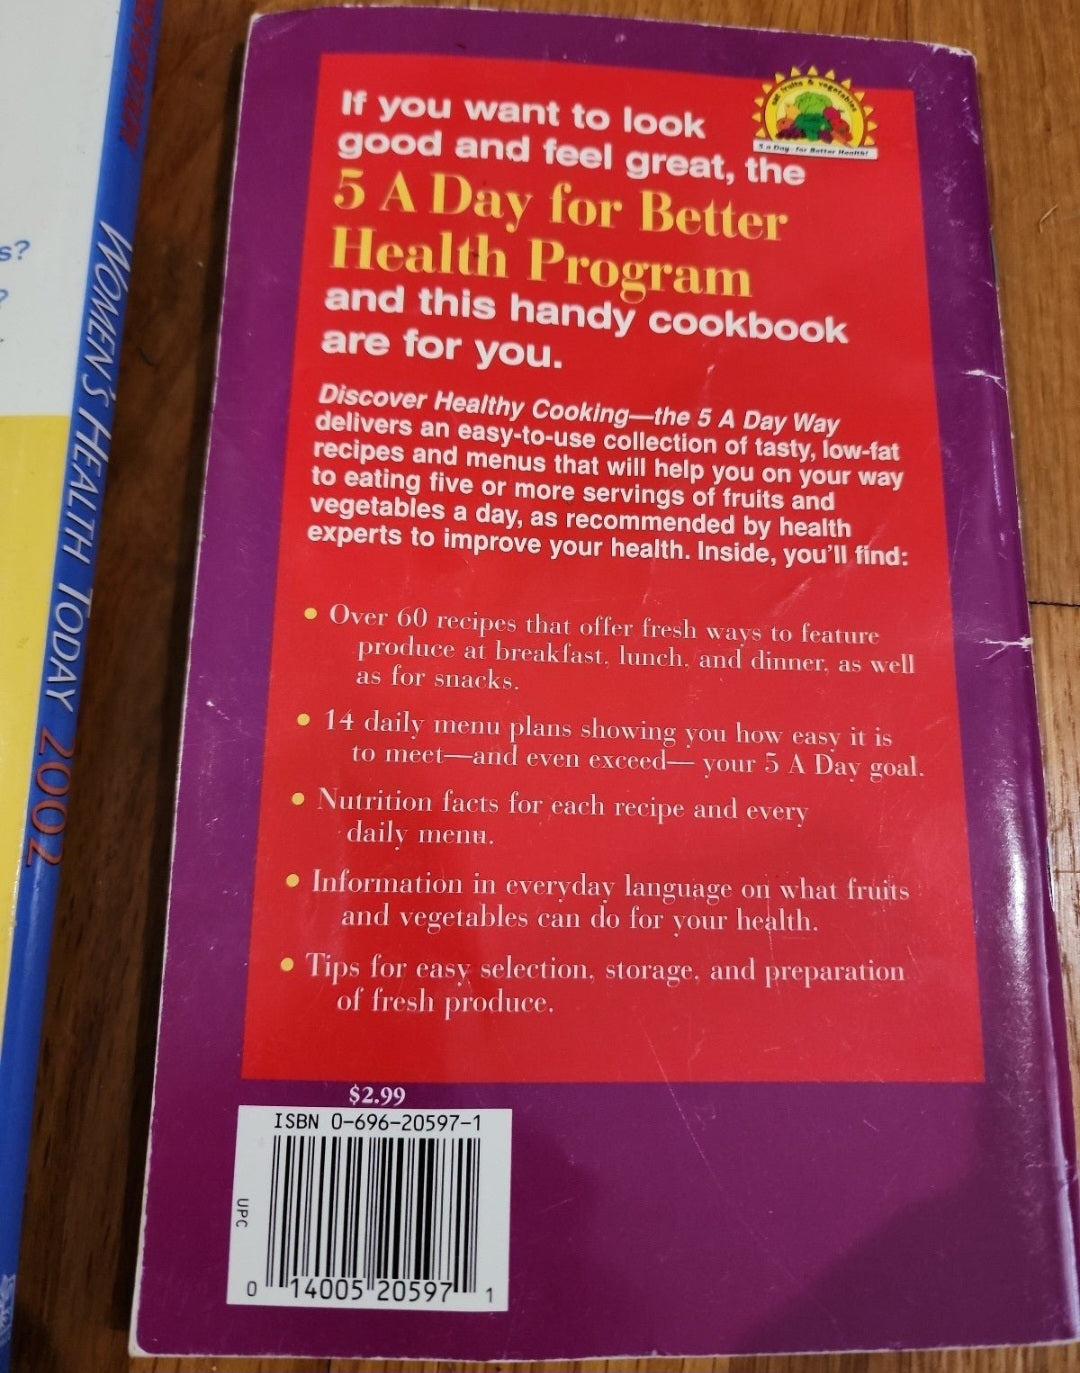 s?
?
WOMEN'S HEALTH TODAY 2002
eat fruits & vegetables
5 a Day-for Better Health!
If you want to look
good and feel great, the
5 A Day for Better
Health Program
and this handy cookbook
are for you.
Discover Healthy Cooking—the 5 A Day Way
delivers an easy-to-use collection of tasty, low-fat
recipes and menus that will help you on your way
to eating five or more servings of fruits and
vegetables a day, as recommended by health
experts to improve your health. Inside, you'll find:
• Over 60 recipes that offer fresh ways to feature
produce at breakfast, lunch, and dinner, as well
as for snacks.
• 14 daily menu plans showing you how easy it is
to meet—and even exceed— your 5 A Day goal.
• Nutrition facts for each recipe and every
daily menu.
• Information in everyday language on what fruits
and vegetables can do for your health.
• Tips for easy selection, storage, and preparation
of fresh produce.
$2.99
ISBN 0-696-20597-1
UPC
0 14005 20597 1